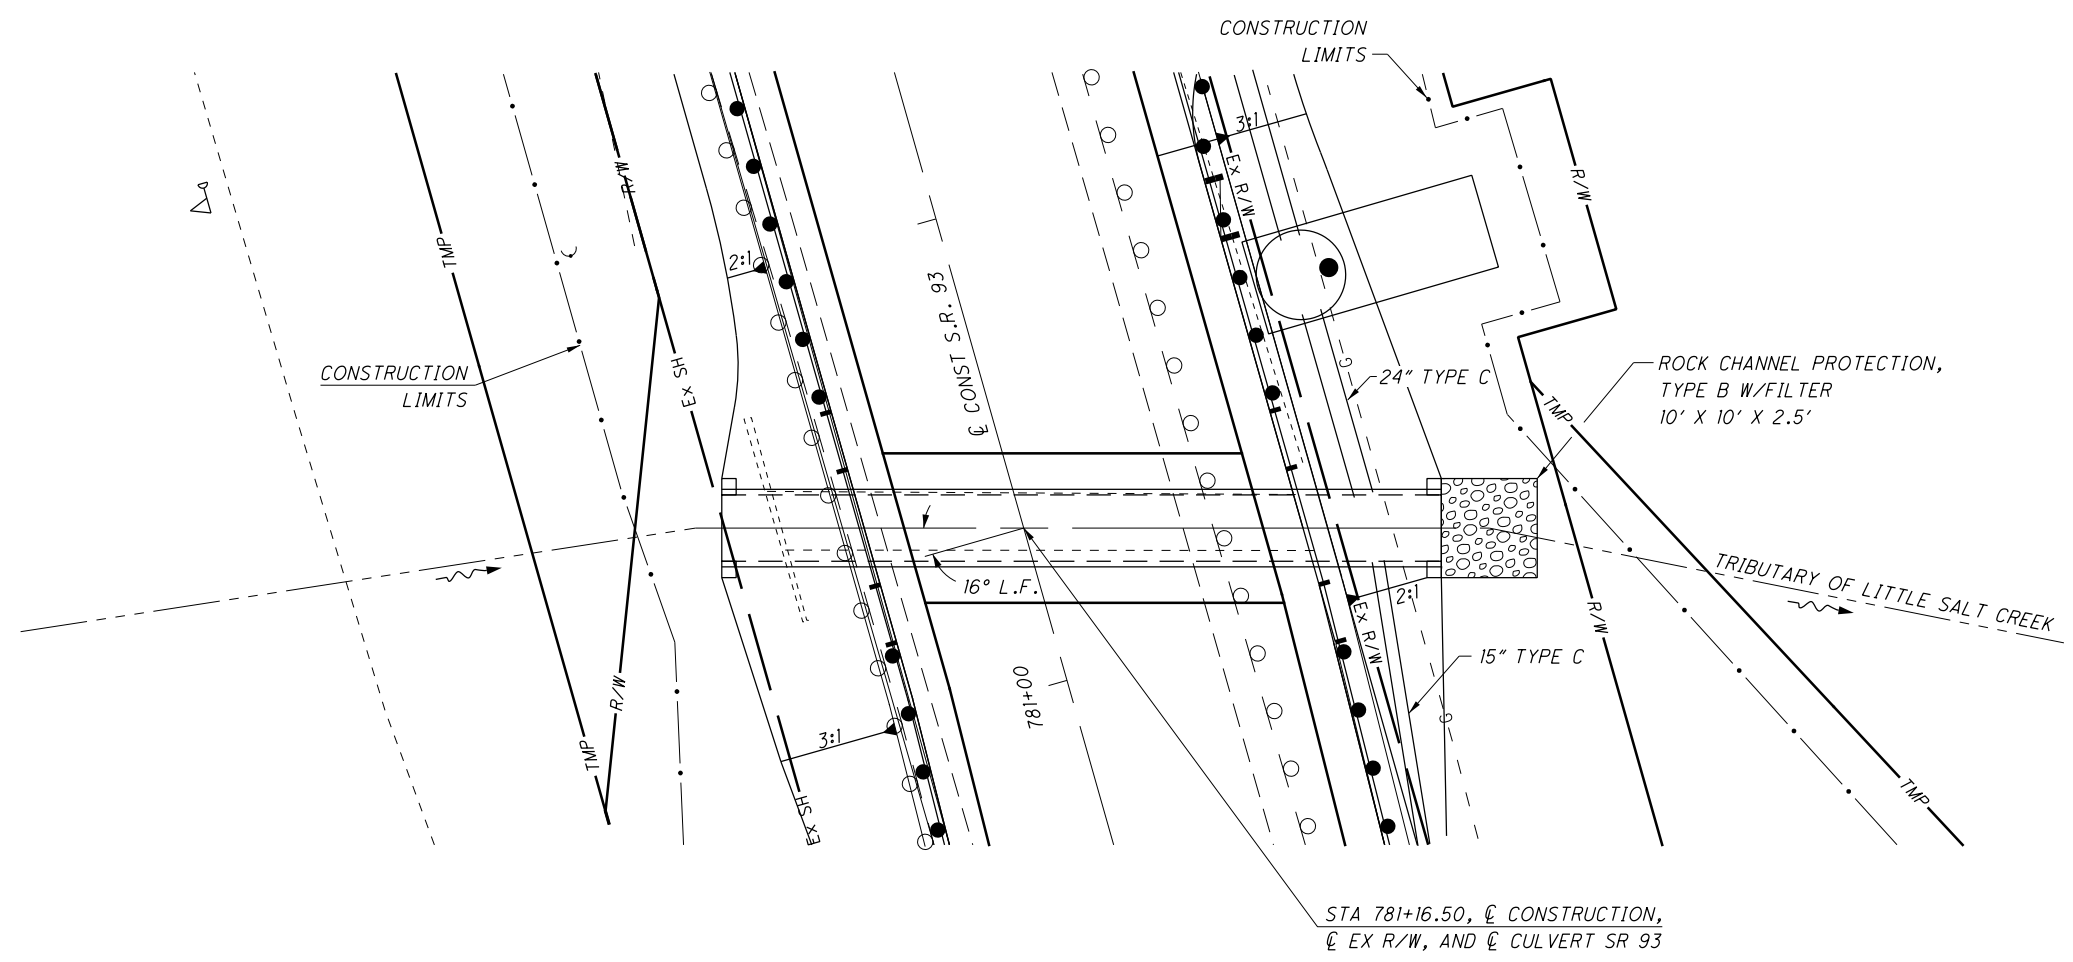 CONSTRUCTION
LIMITS
3:1
R/W
Ex R/W
R/W
TMP
2:1
℄ CONST S.R. 93
CONSTRUCTION
LIMITS
Ex SH
24" TYPE C
ROCK CHANNEL PROTECTION,
TYPE B W/FILTER
10' X 10' X 2.5'
TMP
G
16° L.F.
2:1
TRIBUTARY OF LITTLE SALT CREEK
Ex R/W
R/W
15" TYPE C
R/W
781+00
G
TMP
3:1
Ex SH
TMP
STA 781+16.50, ℄ CONSTRUCTION,
℄ EX R/W, AND ℄ CULVERT SR 93